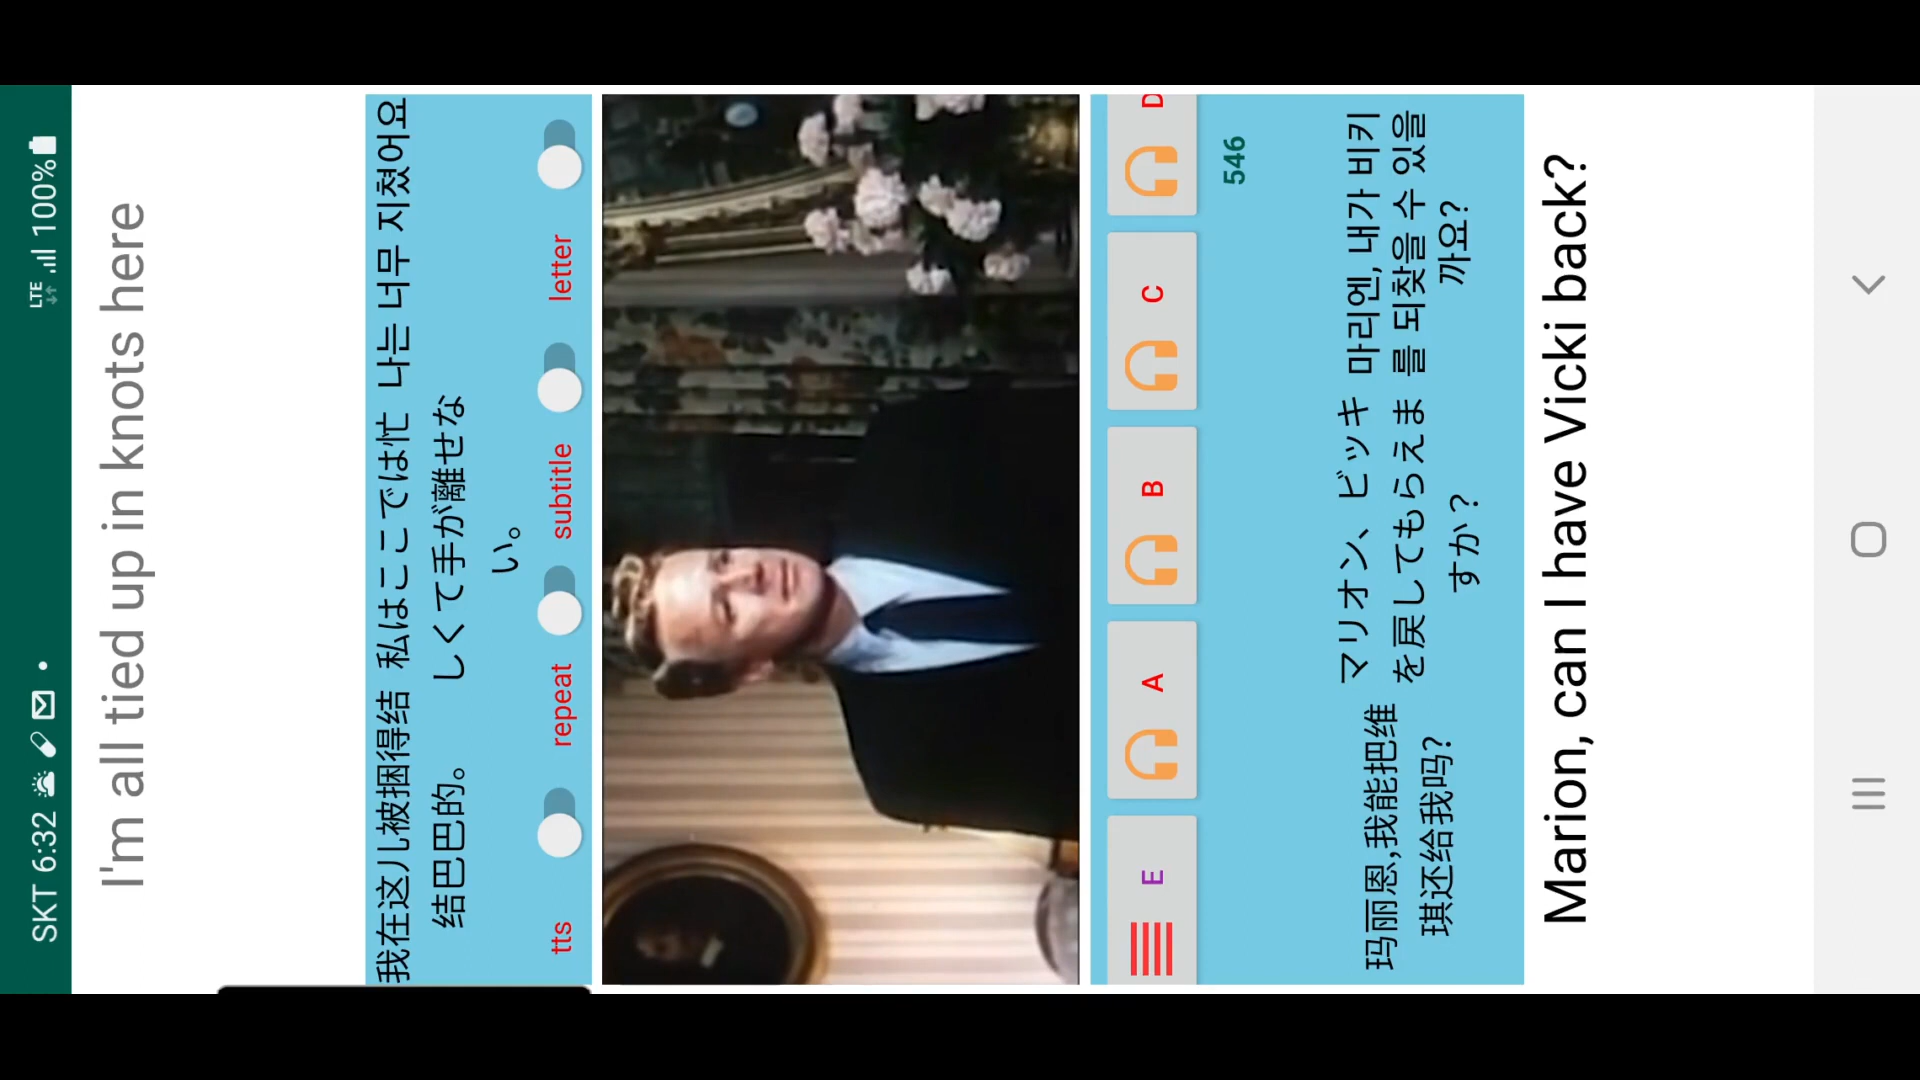 SKT 6:32 LTE 100%
I'm all tied up in knots here
我在这儿被捆得结
结巴巴的。
私はここでは忙
しくて手が離せな
い。
나는 너무 지쳤어요
tts repeat subtitle letter
E A B C D
546
玛丽恩,我能把维
琪还给我吗?
マリオン、ビッキ
を戻してもらえま
すか?
마리엔, 내가 비키
를 되찾을 수 있을
까요?
Marion, can I have Vicki back?